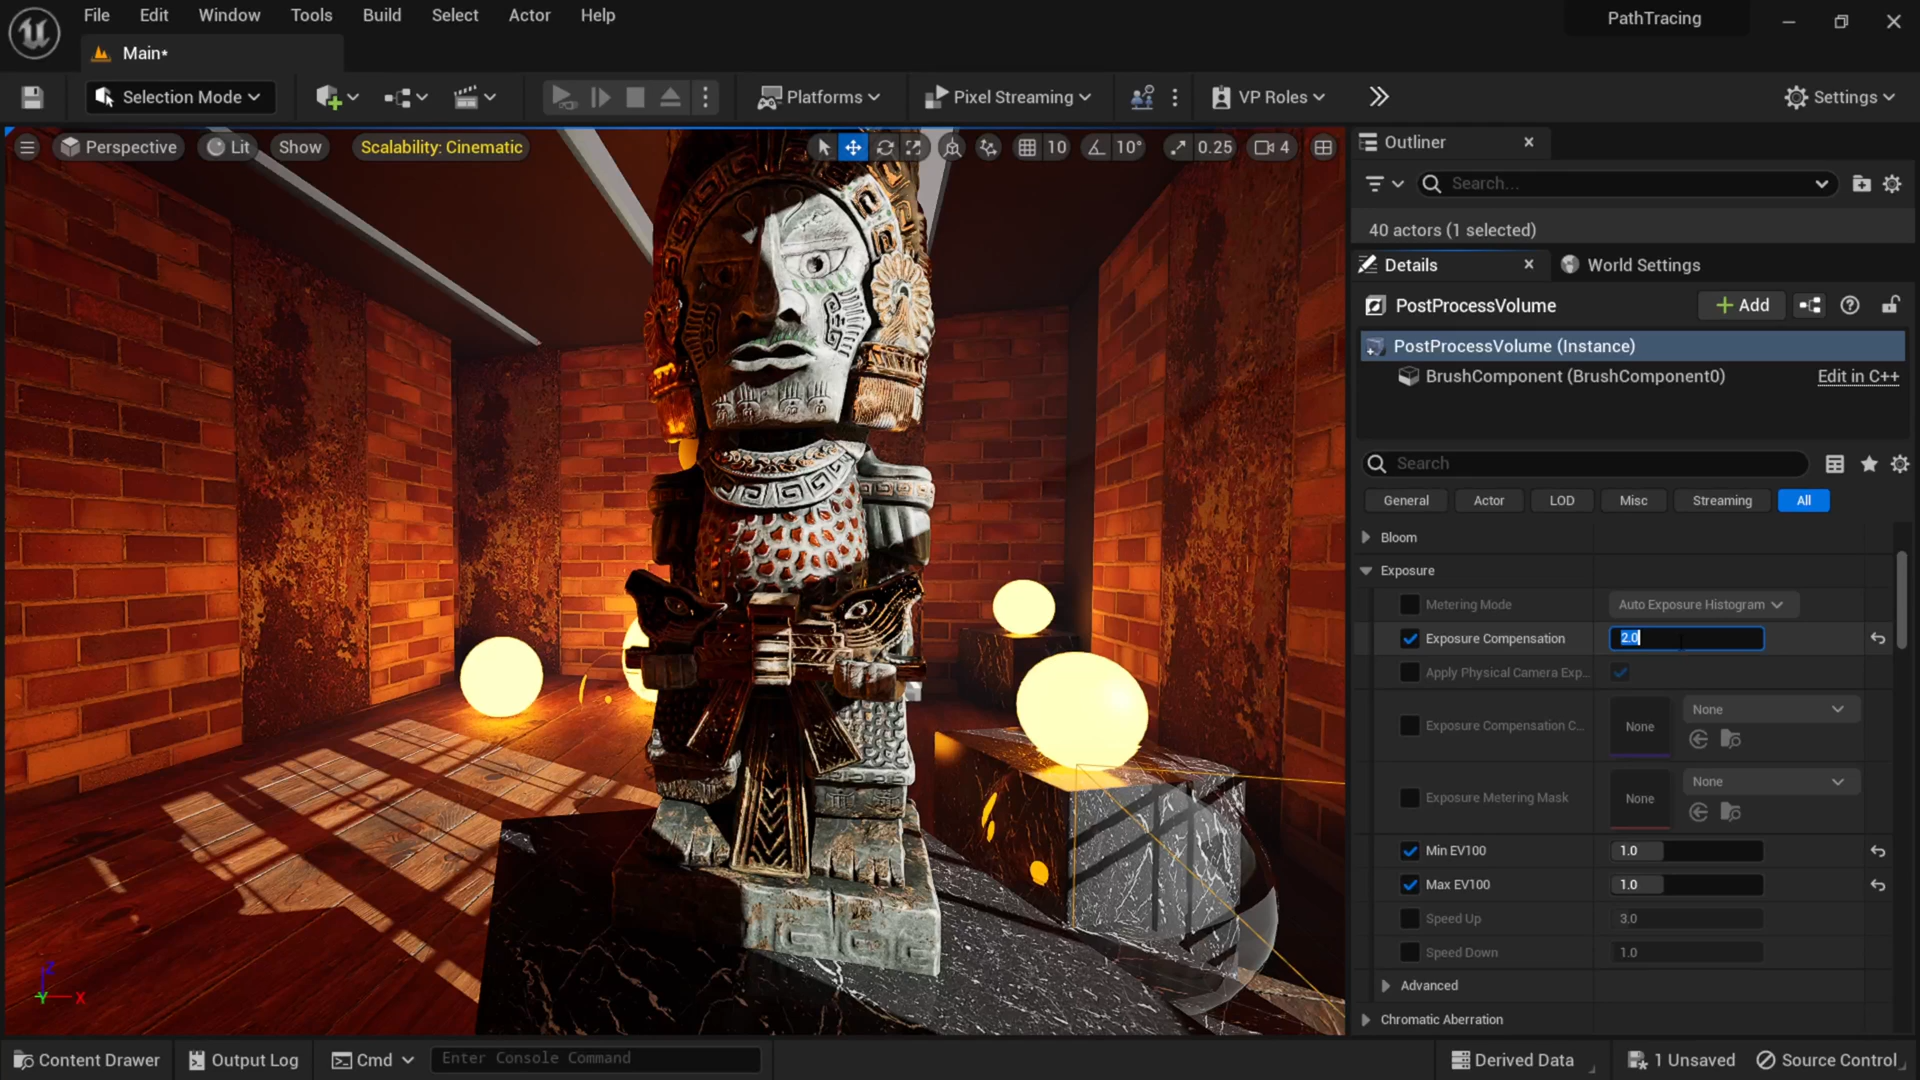 File Edit Window Tools Build Select Actor Help
PathTracing
Main*
Selection Mode
Platforms
Pixel Streaming
VP Roles
Settings
Perspective
Lit
Show
Scalability: Cinematic
10
10°
0.25
4
Outliner
Search...
40 actors (1 selected)
Details
World Settings
PostProcessVolume
Add
PostProcessVolume (Instance)
BrushComponent (BrushComponent0)
Edit in C++
Search
General
Actor
LOD
Misc
Streaming
All
Bloom
Exposure
Metering Mode
Auto Exposure Histogram
Exposure Compensation
2.0
Apply Physical Camera Exp...
Exposure Compensation C...
None
None
Exposure Metering Mask
None
None
Min EV100
1.0
Max EV100
1.0
Speed Up
3.0
Speed Down
1.0
Advanced
Chromatic Aberration
Z
Y
X
Content Drawer
Output Log
Cmd
Enter Console Command
Derived Data
1 Unsaved
Source Control